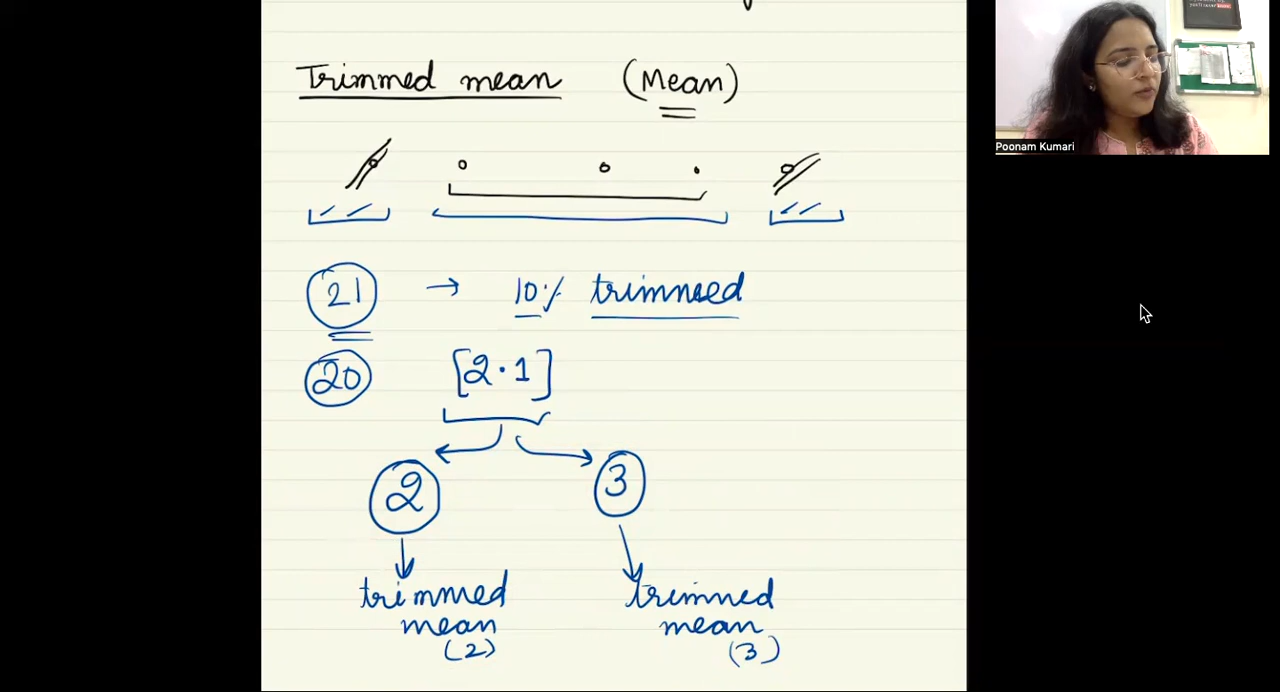 Trimmed mean (Mean)
21 → 10% trimmed
20 [2.1]
2 3
trimmed trimmed
mean mean
(2) (3)
Poonam Kumari